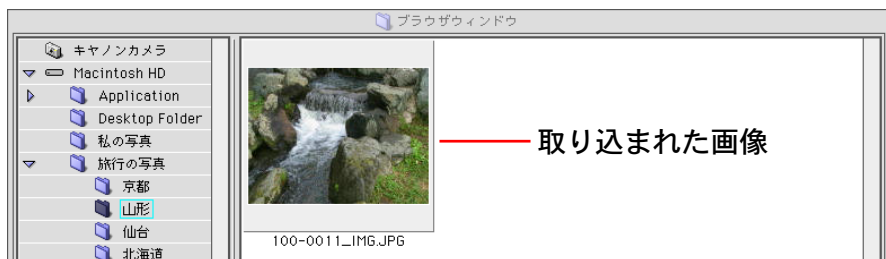 ブラウザウィンドウ
キヤノンカメラ
Macintosh HD
Application
Desktop Folder
私の写真
旅行の写真
京都
山形
仙台
北海道
100-0011_IMG.JPG
取り込まれた画像